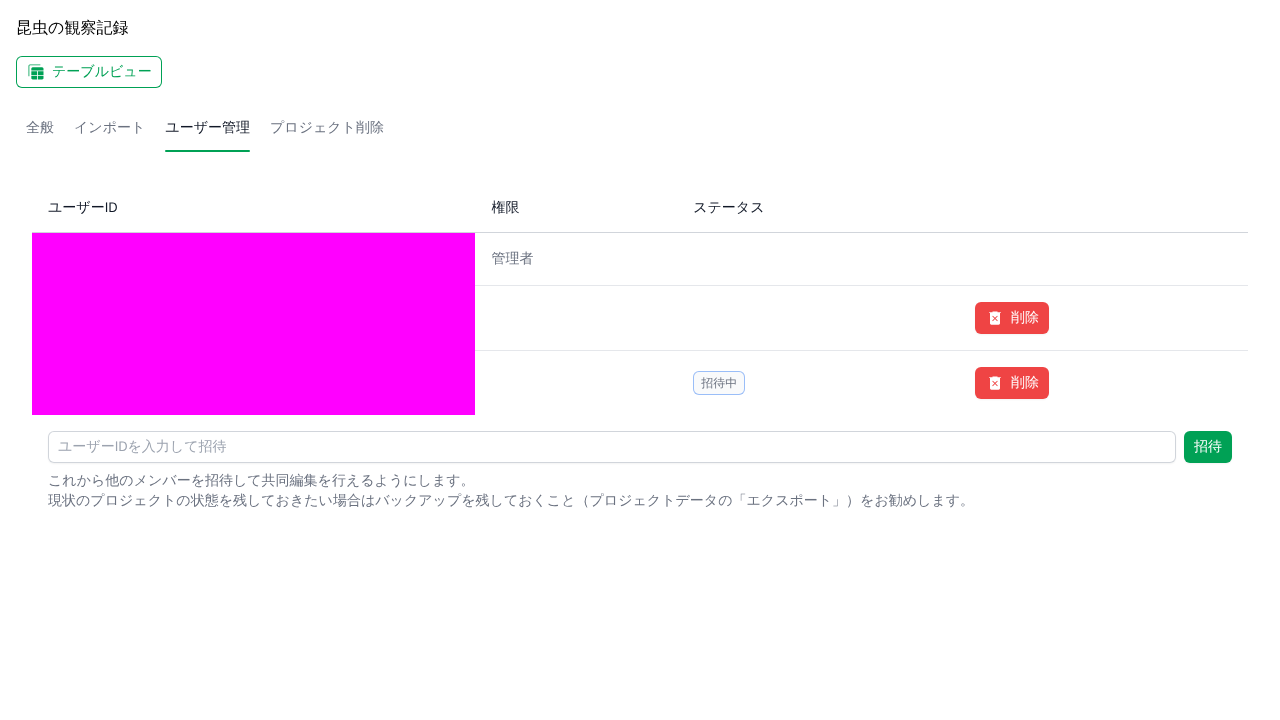 昆虫の観察記録
テーブルビュー
全般 インポート ユーザー管理 プロジェクト削除
ユーザーID 権限 ステータス
管理者
削除
招待中 削除
ユーザーIDを入力して招待 招待
これから他のメンバーを招待して共同編集を行えるようにします。
現状のプロジェクトの状態を残しておきたい場合はバックアップを残しておくこと（プロジェクトデータの「エクスポート」）をお勧めします。